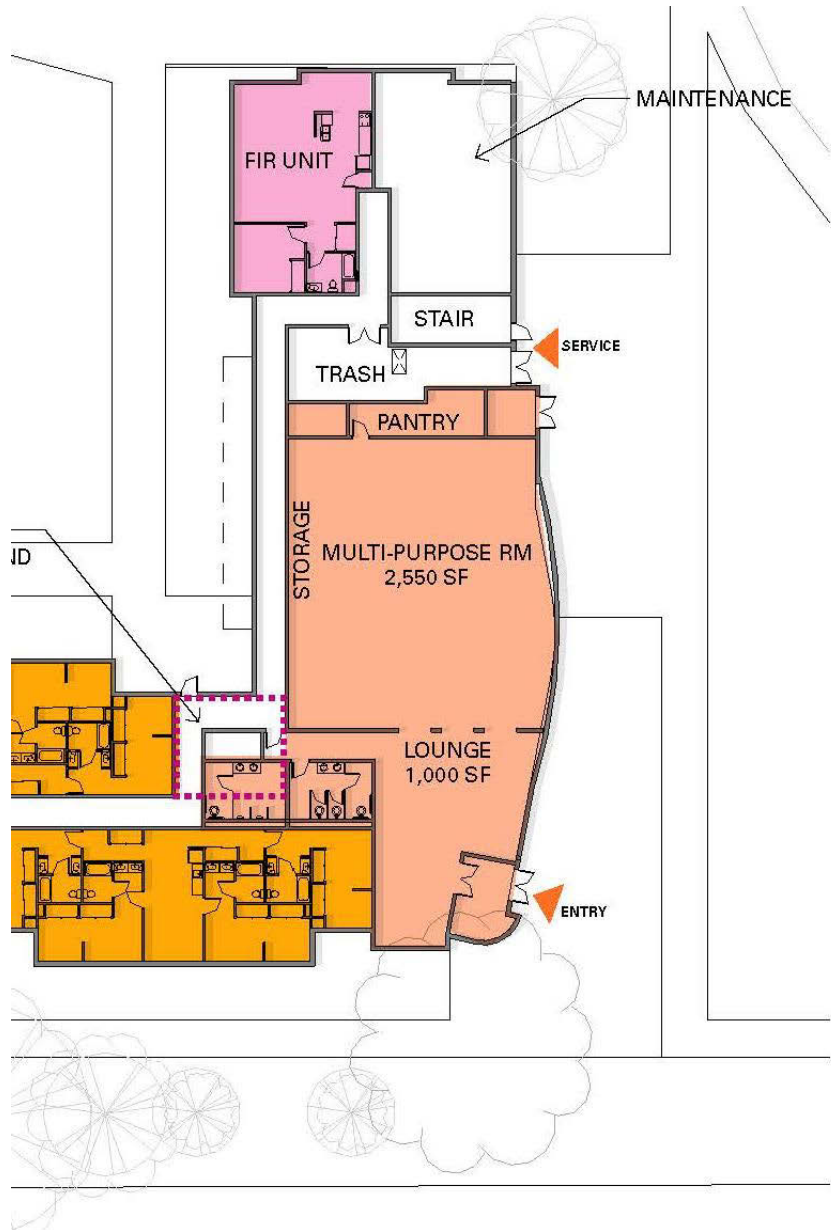 MAINTENANCE
FIR UNIT
STAIR
SERVICE
TRASH
PANTRY
STORAGE
MULTI-PURPOSE RM
2,550 SF
ND
LOUNGE
1,000 SF
ENTRY